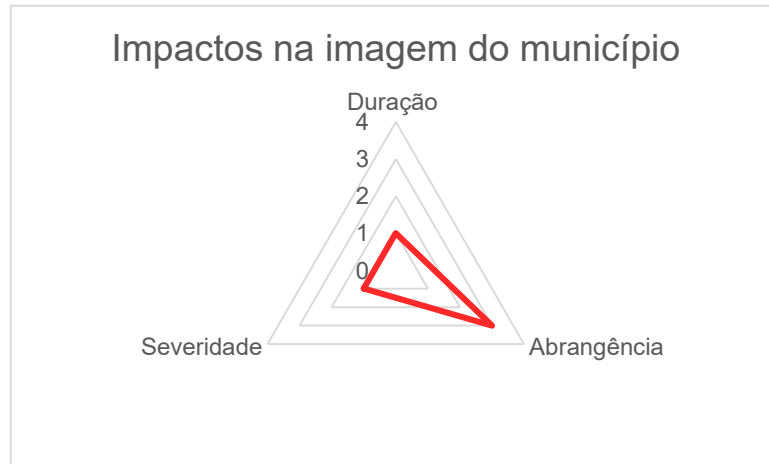 Impactos na imagem do município
Duração
4
3
2
1
0
Severidade
Abrangência